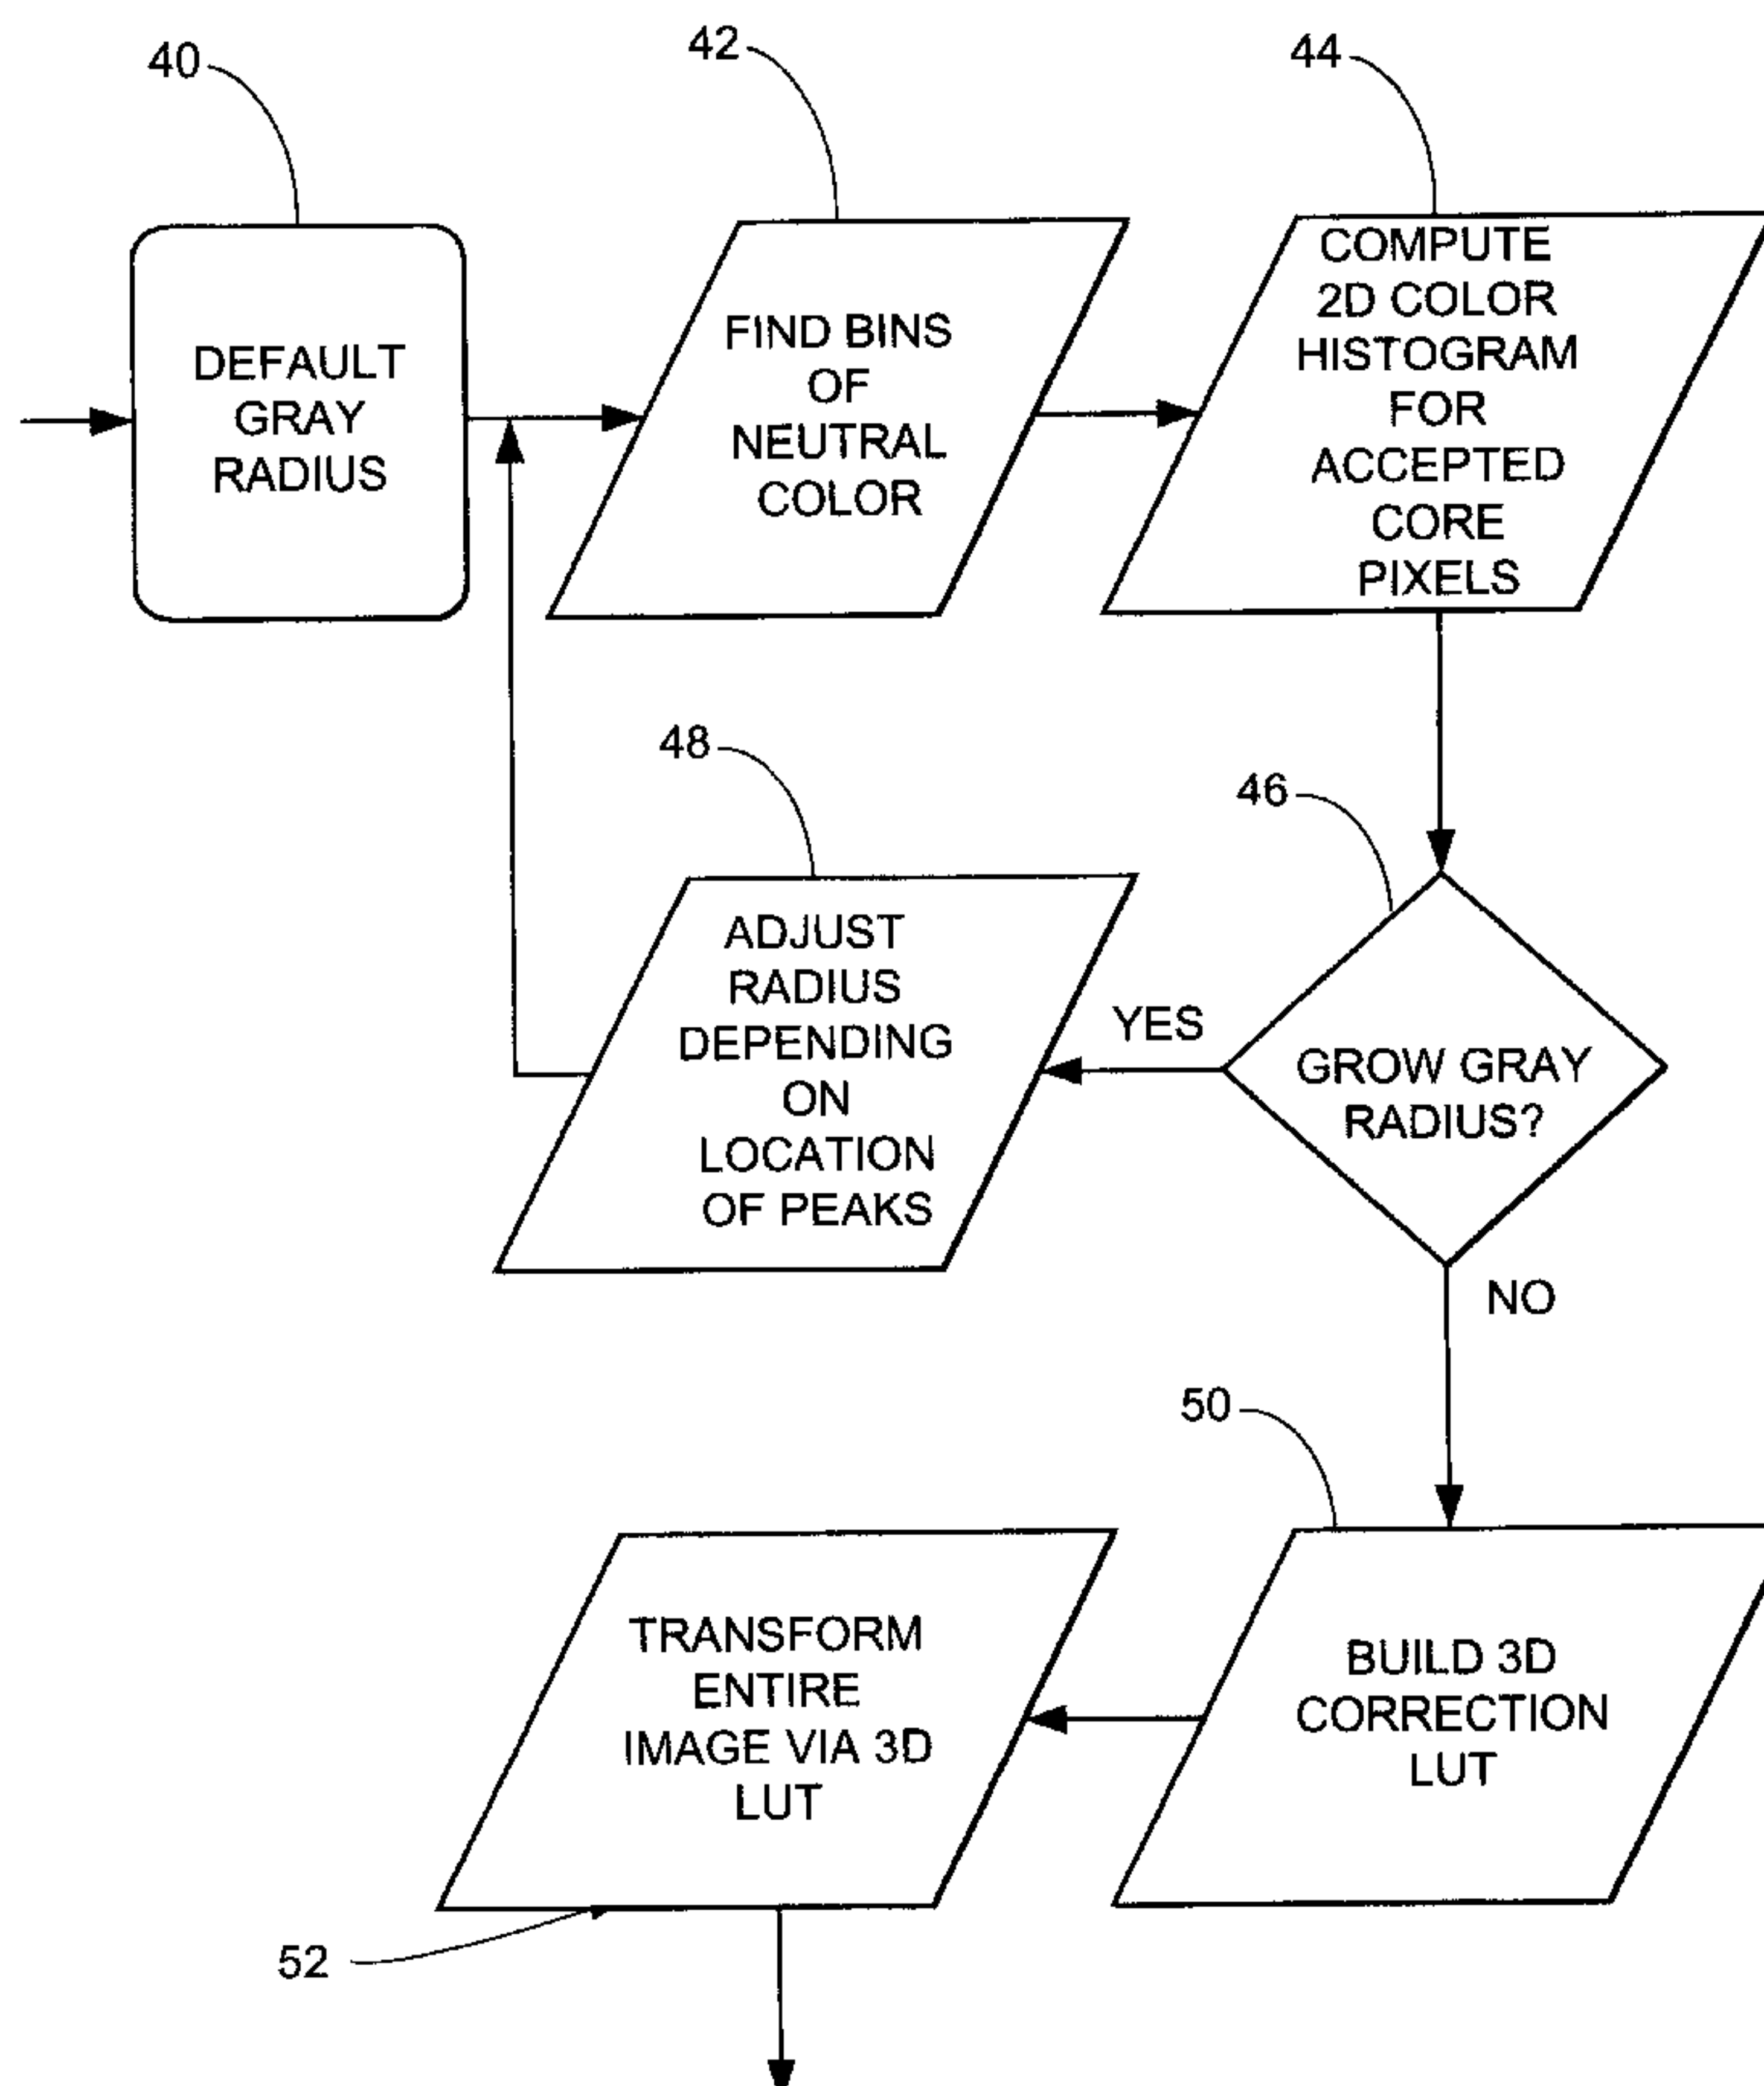 40
42
44
DEFAULT
GRAY
RADIUS
FIND BINS
OF
NEUTRAL
COLOR
COMPUTE
2D COLOR
HISTOGRAM
FOR
ACCEPTED
CORE
PIXELS
48
46
ADJUST
RADIUS
DEPENDING
ON
LOCATION
OF PEAKS
YES
GROW GRAY
RADIUS?
NO
50
TRANSFORM
ENTIRE
IMAGE VIA 3D
LUT
BUILD 3D
CORRECTION
LUT
52